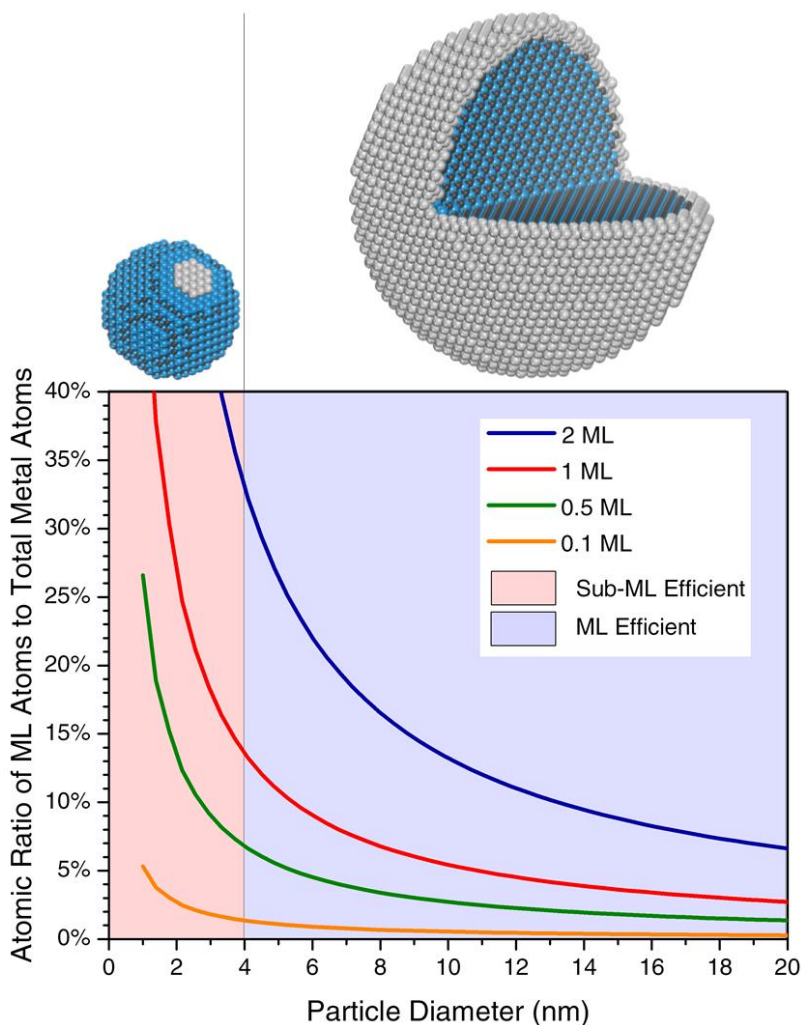 40%
35%
30%
25%
20%
15%
10%
5%
0%
Atomic Ratio of ML Atoms to Total Metal Atoms
2 ML
1 ML
0.5 ML
0.1 ML
Sub-ML Efficient
ML Efficient
0 2 4 6 8 10 12 14 16 18 20
Particle Diameter (nm)